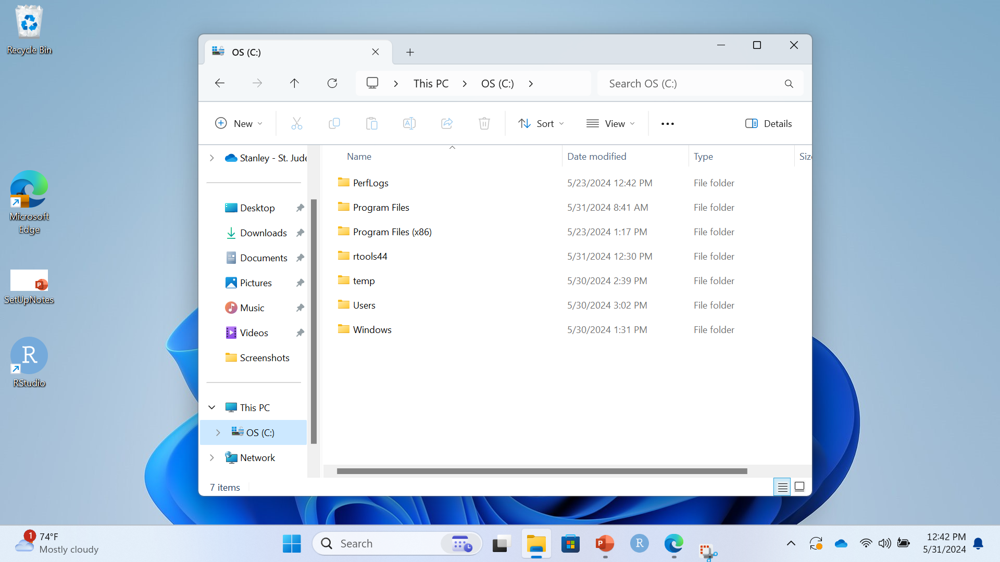 Recycle Bin
Microsoft
Edge
SetUpNotes
R
RStudio
OS (C:)
This PC
OS (C:)
Search OS (C:)
New
Sort
View
Details
Stanley - St. Jude
Desktop
Downloads
Documents
Pictures
Music
Videos
Screenshots
This PC
OS (C:)
Network
Name Date modified Type Siz
PerfLogs 5/23/2024 12:42 PM File folder
Program Files 5/31/2024 8:41 AM File folder
Program Files (x86) 5/23/2024 1:17 PM File folder
rtools44 5/31/2024 12:30 PM File folder
temp 5/30/2024 2:39 PM File folder
Users 5/30/2024 3:02 PM File folder
Windows 5/30/2024 1:31 PM File folder
7 items
1
74°F
Mostly cloudy
Search
P
R
12:42 PM
5/31/2024